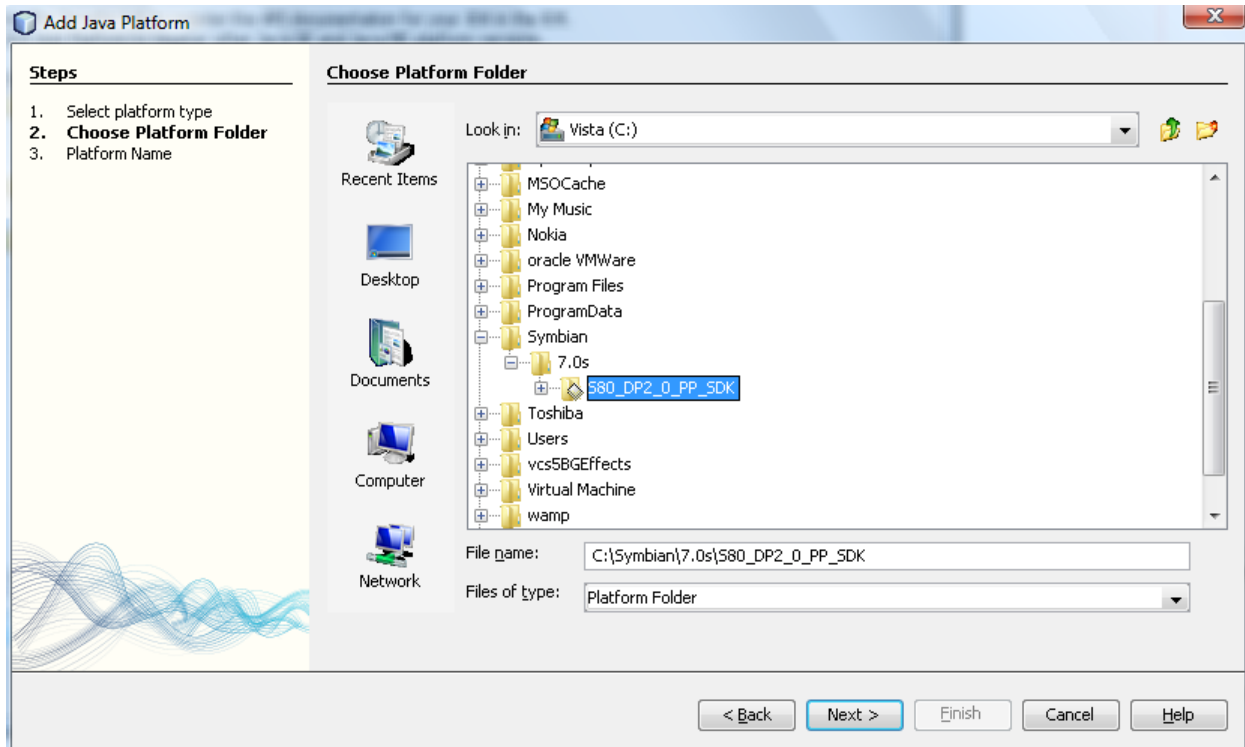 Add Java Platform
Steps
1. Select platform type
2. Choose Platform Folder
3. Platform Name
Choose Platform Folder
Look in: Vista (C:)
Recent Items
Desktop
Documents
Computer
Network
MSOCache
My Music
Nokia
oracle VMWare
Program Files
ProgramData
Symbian
7.0s
S80_DP2_0_PP_SDK
Toshiba
Users
vcs5BGEffects
Virtual Machine
wamp
File name: C:\Symbian\7.0s\S80_DP2_0_PP_SDK
Files of type: Platform Folder
< Back Next > Finish Cancel Help